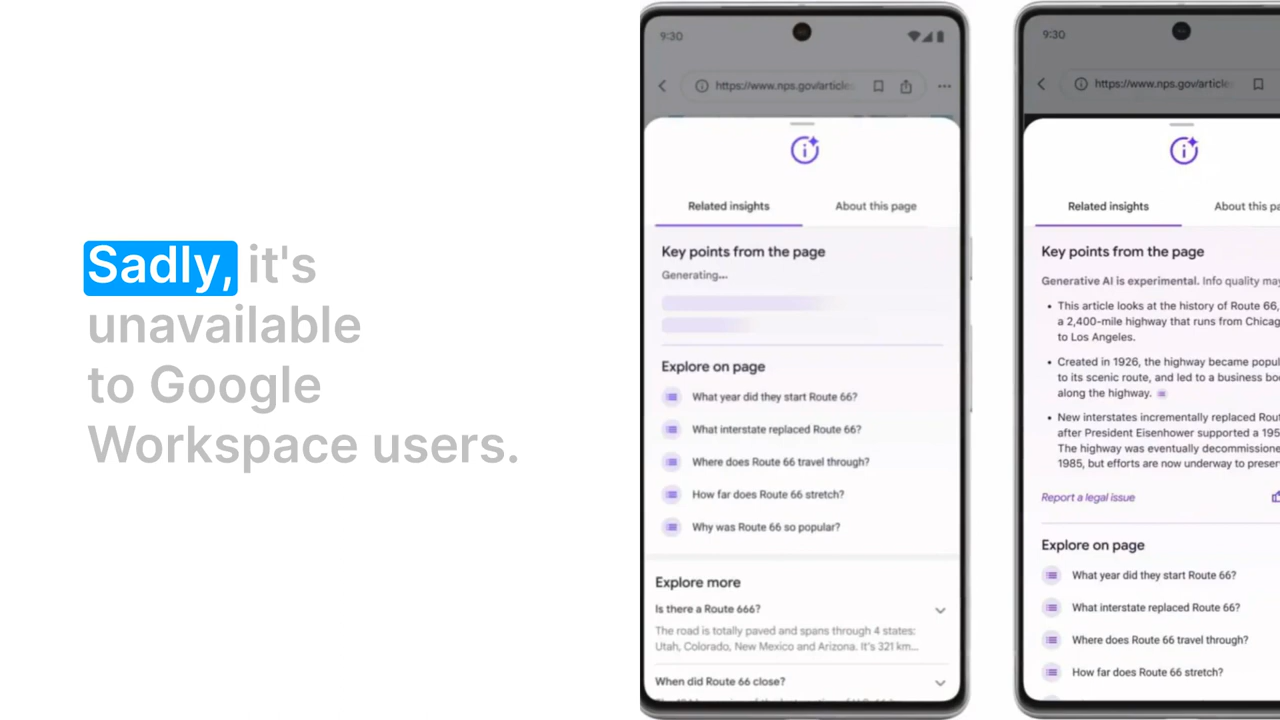 Sadly, it's
unavailable
to Google
Workspace users.
9:30
https://www.nps.gov/article
Related insights
About this page
Key points from the page
Generating...
Explore on page
What year did they start Route 66?
What interstate replaced Route 66?
Where does Route 66 travel through?
How far does Route 66 stretch?
Why was Route 66 so popular?
Explore more
Is there a Route 666?
The road is totally paved and spans through 4 states:
Utah, Colorado, New Mexico and Arizona. It's 321 km...
When did Route 66 close?
9:30
https://www.nps.gov/article
Related insights
About this pa
Key points from the page
Generative AI is experimental. Info quality may
• This article looks at the history of Route 66,
a 2,400-mile highway that runs from Chicag
to Los Angeles.
• Created in 1926, the highway became popul
to its scenic route, and led to a business boo
along the highway.
• New interstates incrementally replaced Rout
after President Eisenhower supported a 195
The highway was eventually decommissione
1985, but efforts are now underway to preser
Report a legal issue
Explore on page
What year did they start Route 66?
What interstate replaced Route 66?
Where does Route 66 travel through?
How far does Route 66 stretch?